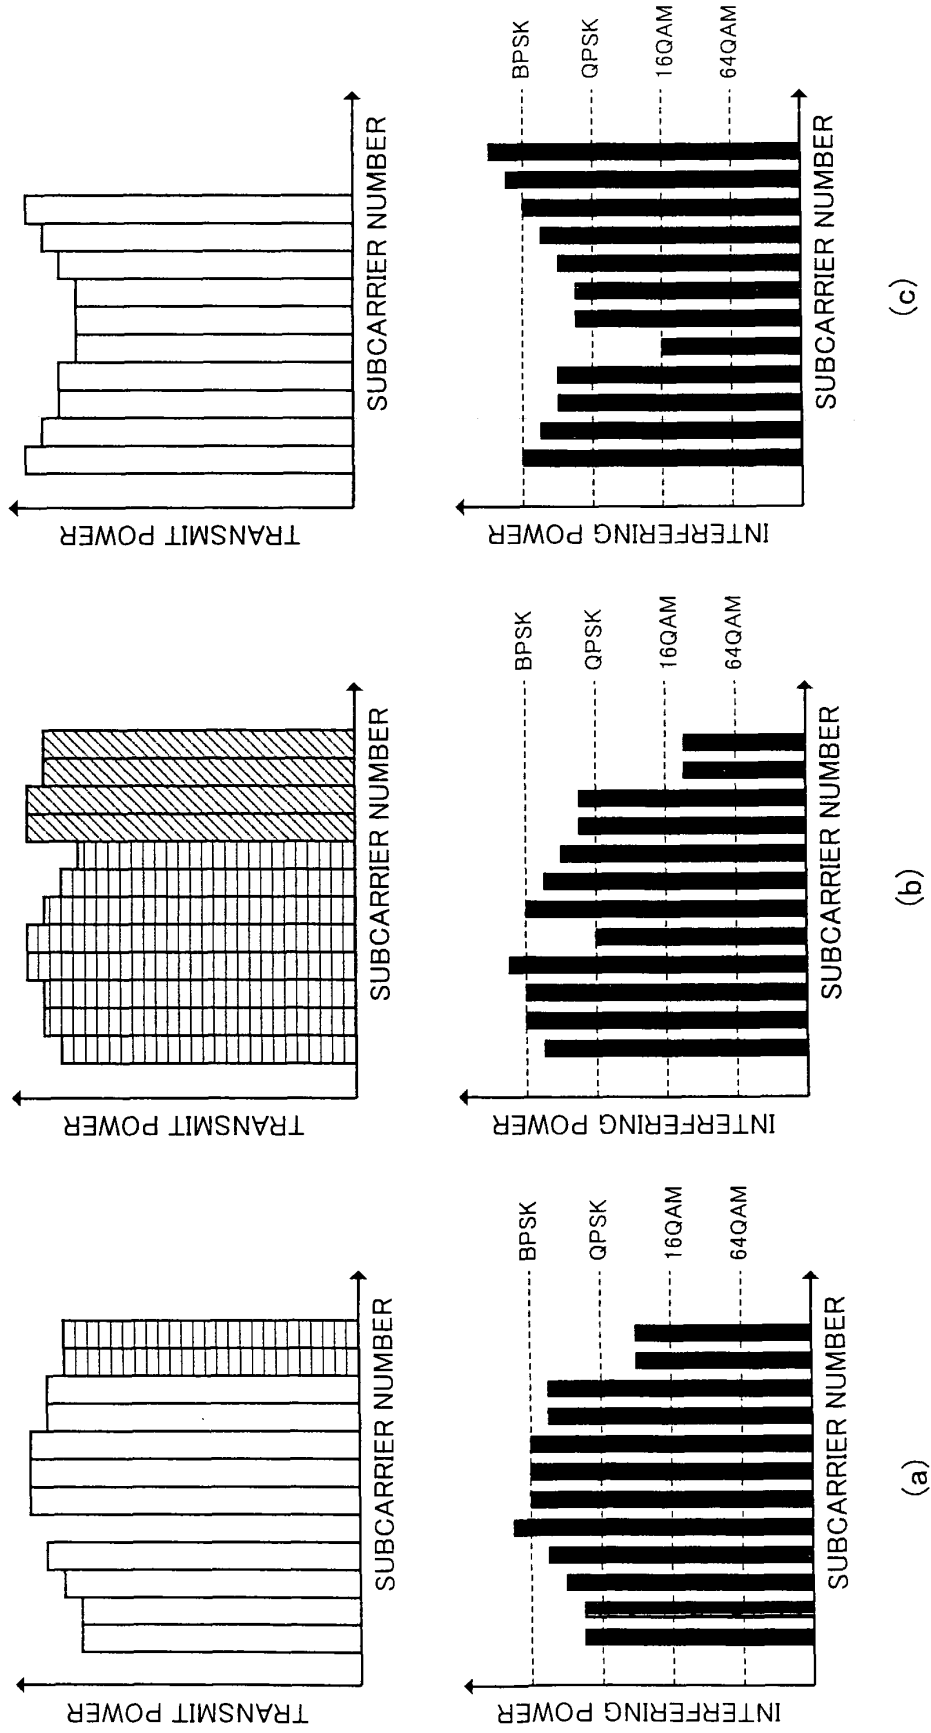 TRANSMIT POWER
SUBCARRIER NUMBER
INTERFERING POWER
BPSK
QPSK
16QAM
64QAM
SUBCARRIER NUMBER
(a)
TRANSMIT POWER
SUBCARRIER NUMBER
INTERFERING POWER
BPSK
QPSK
16QAM
64QAM
SUBCARRIER NUMBER
(b)
TRANSMIT POWER
SUBCARRIER NUMBER
INTERFERING POWER
BPSK
QPSK
16QAM
64QAM
SUBCARRIER NUMBER
(c)